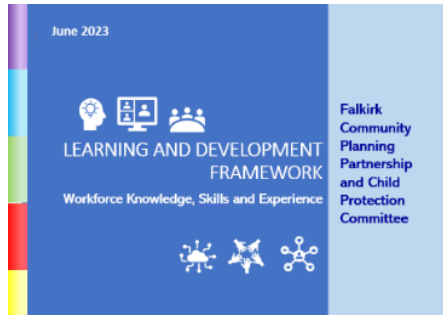 June 2023
LEARNING AND DEVELOPMENT
FRAMEWORK
Workforce Knowledge, Skills and Experience
Falkirk
Community
Planning
Partnership
and Child
Protection
Committee